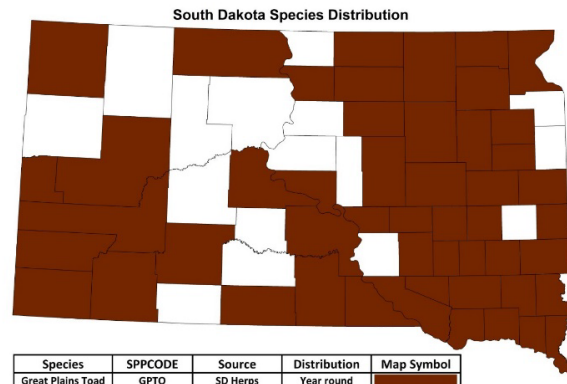 South Dakota Species Distribution
Species SPPCODE Source Distribution Map Symbol
Great Plains Toad GPTO SD Herps Year round